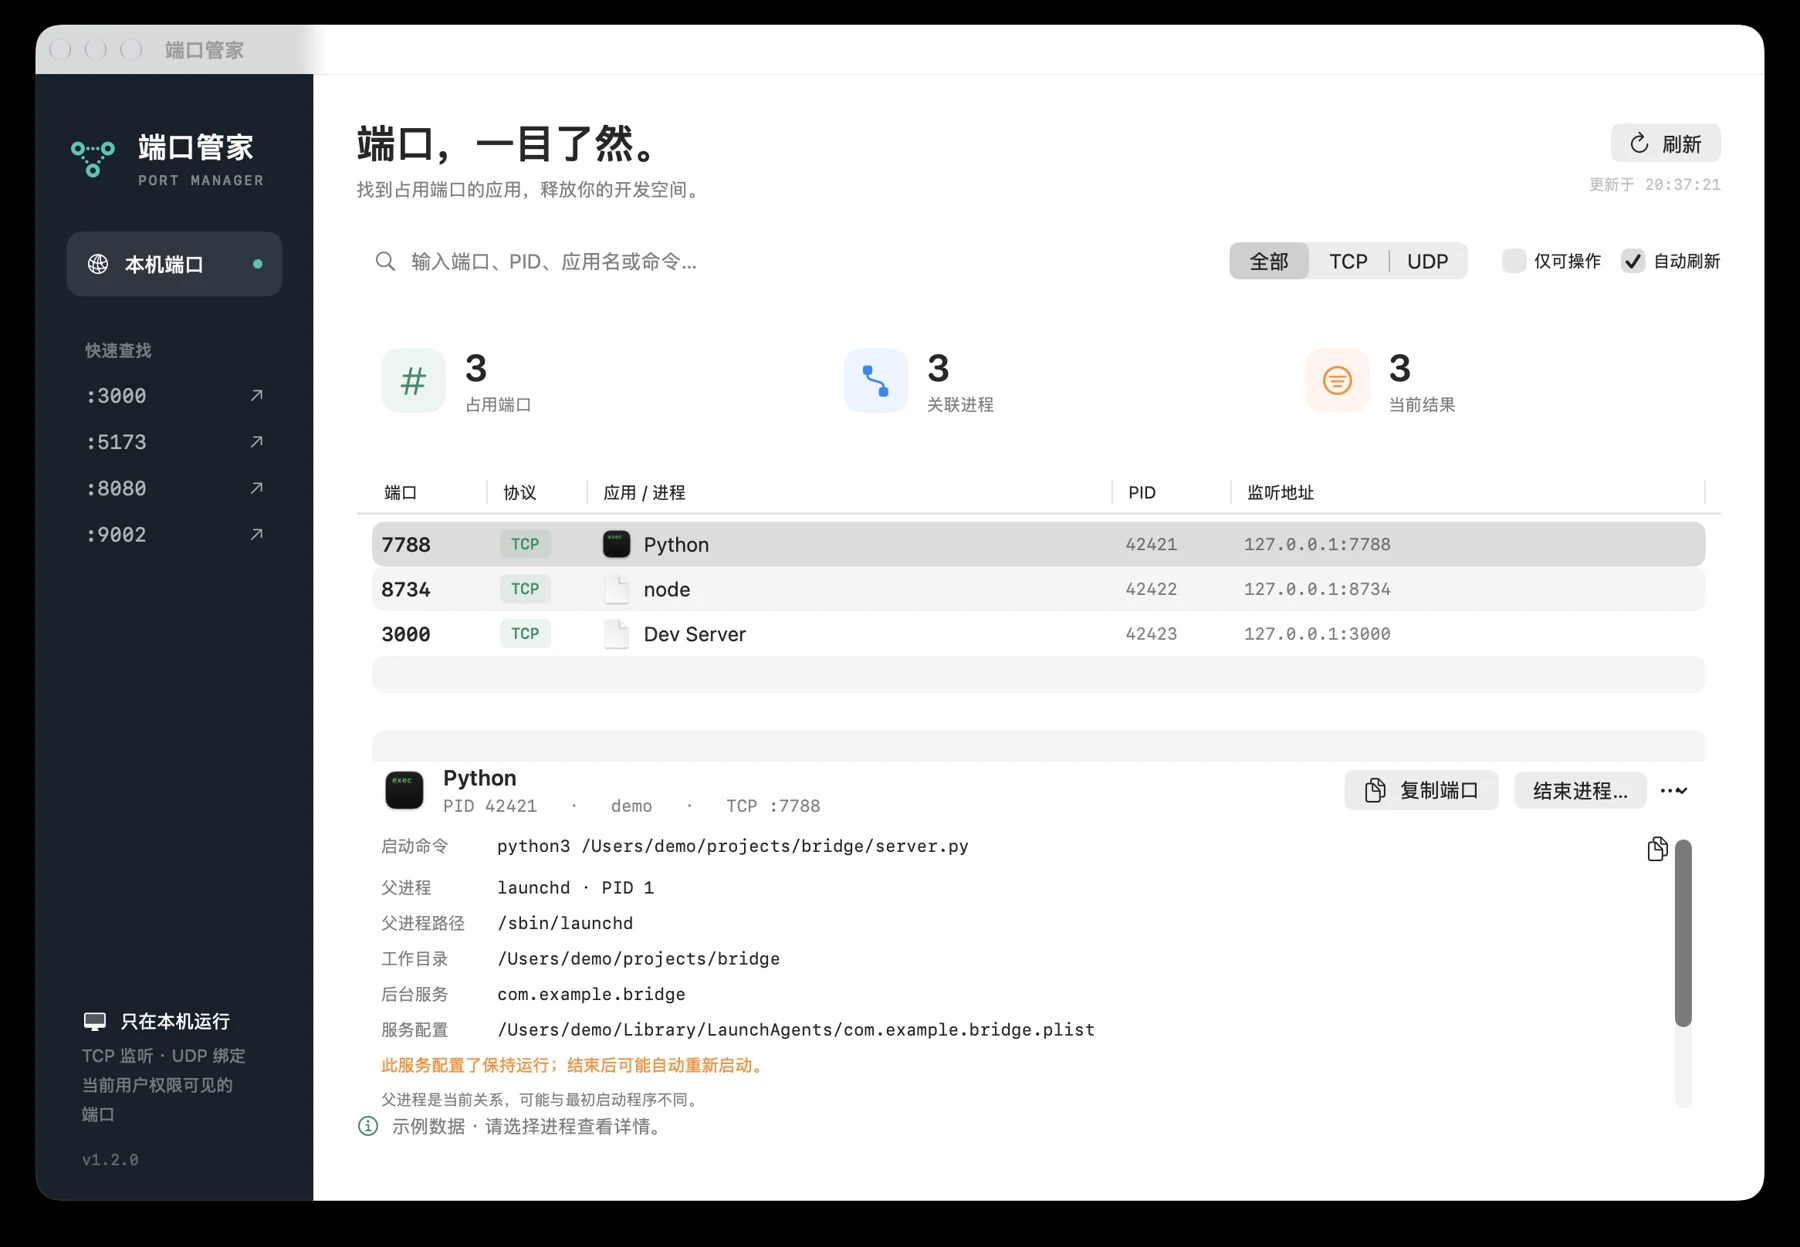 端口管家
端口管家
PORT MANAGER
本机端口
快速查找
:3000
:5173
:8080
:9002
只在本机运行
TCP 监听 · UDP 绑定
当前用户权限可见的
端口
v1.2.0
端口，一目了然。
找到占用端口的应用，释放你的开发空间。
刷新
更新于 20:37:21
输入端口、PID、应用名或命令...
全部 TCP UDP 仅可操作 自动刷新
3
占用端口
3
关联进程
3
当前结果
端口 协议 应用 / 进程 PID 监听地址
7788 TCP exec Python 42421 127.0.0.1:7788
8734 TCP node 42422 127.0.0.1:8734
3000 TCP Dev Server 42423 127.0.0.1:3000
exec
Python
PID 42421 · demo · TCP :7788
复制端口 结束进程...
启动命令 python3 /Users/demo/projects/bridge/server.py
父进程 launchd · PID 1
父进程路径 /sbin/launchd
工作目录 /Users/demo/projects/bridge
后台服务 com.example.bridge
服务配置 /Users/demo/Library/LaunchAgents/com.example.bridge.plist
此服务配置了保持运行；结束后可能自动重新启动。
父进程是当前关系，可能与最初启动程序不同。
示例数据 · 请选择进程查看详情。